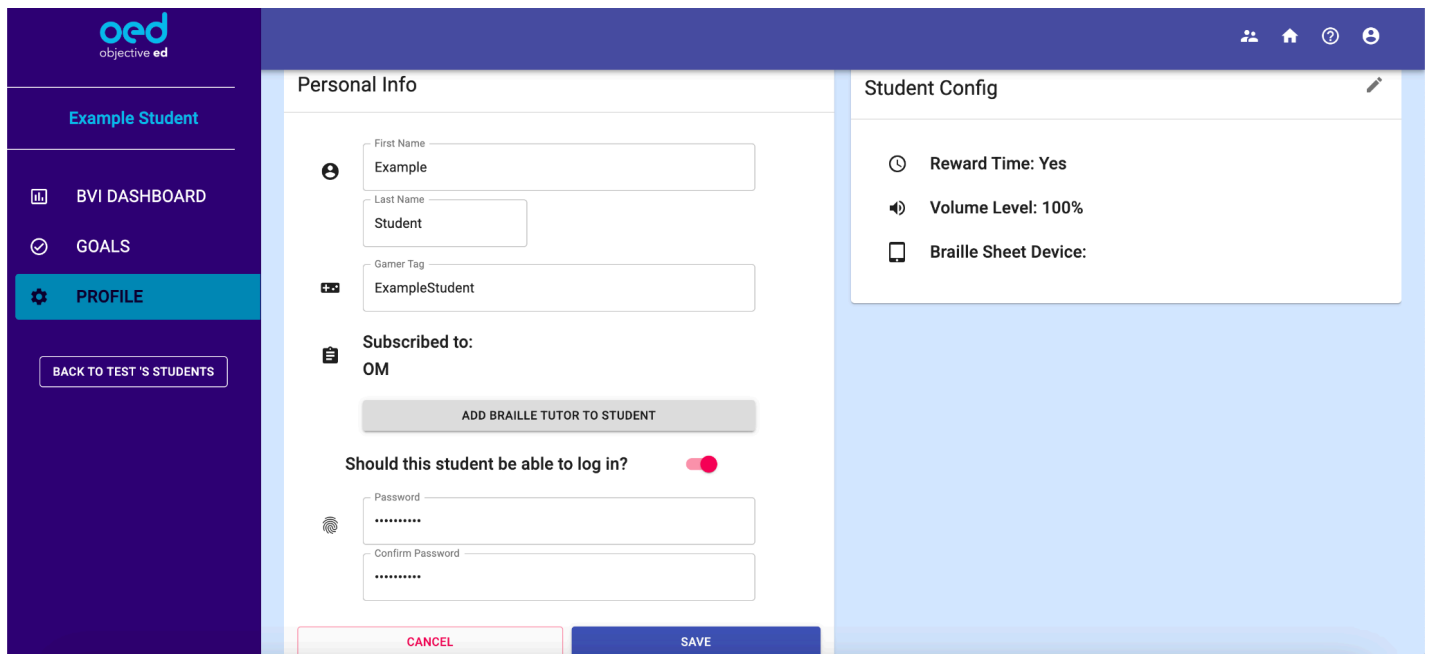 oed
objective ed
Example Student
BVI DASHBOARD
GOALS
PROFILE
BACK TO TEST 'S STUDENTS
Personal Info
First Name
Example
Last Name
Student
Gamer Tag
ExampleStudent
Subscribed to:
OM
ADD BRAILLE TUTOR TO STUDENT
Should this student be able to log in?
Password
••••••••••
Confirm Password
••••••••••
CANCEL
SAVE
Student Config
Reward Time: Yes
Volume Level: 100%
Braille Sheet Device: